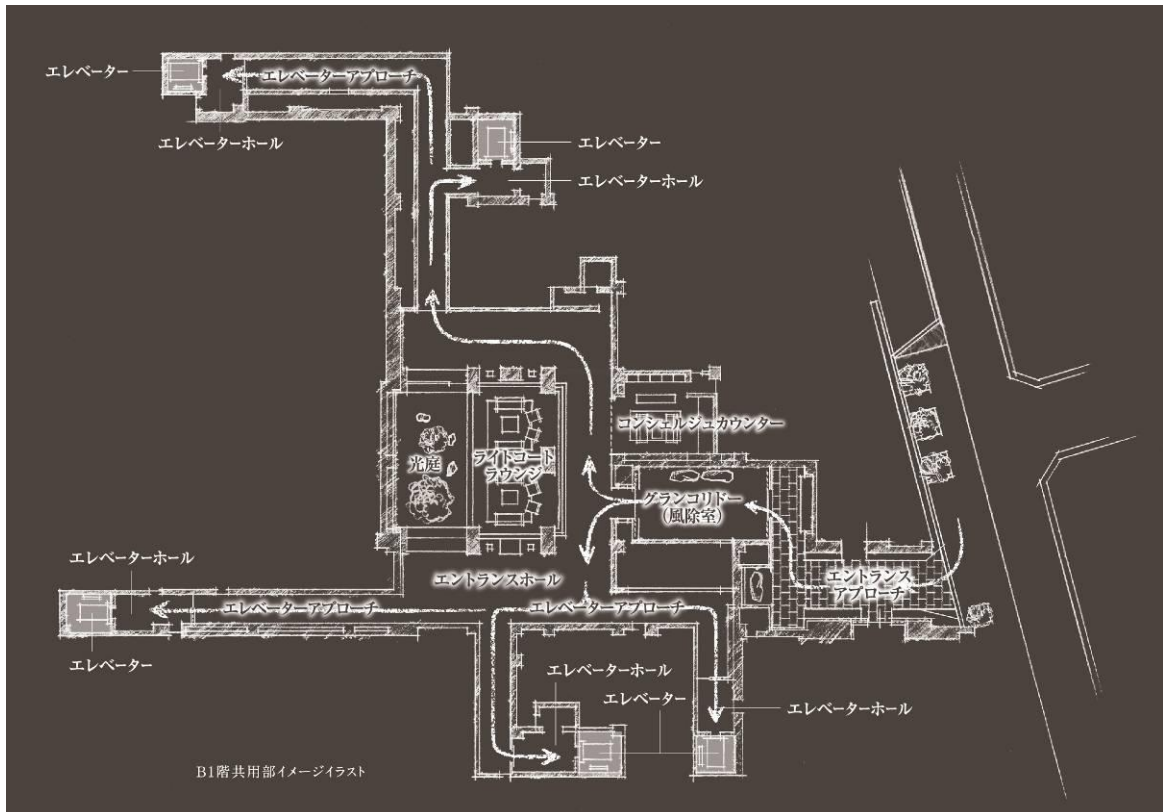 エレベーター
エレベーターアプローチ
エレベーターホール
エレベーター
エレベーターホール
コンシェルジュカウンター
光庭
ライトコート
ラウンジ
グランコリドー
(風除室)
エレベーターホール
エントランスホール
エントランス
アプローチ
エレベーターアプローチ
エレベーターアプローチ
エレベーター
エレベーターホール
エレベーター
エレベーターホール
B1階共用部イメージイラスト